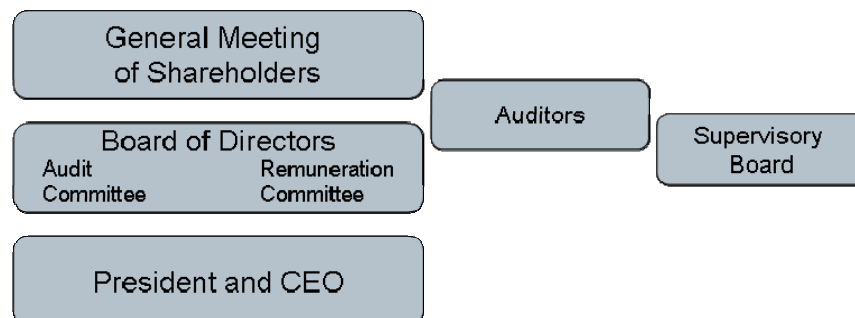 General Meeting
of Shareholders
Auditors
Supervisory
Board
Board of Directors
Audit
Committee
Remuneration
Committee
President and CEO